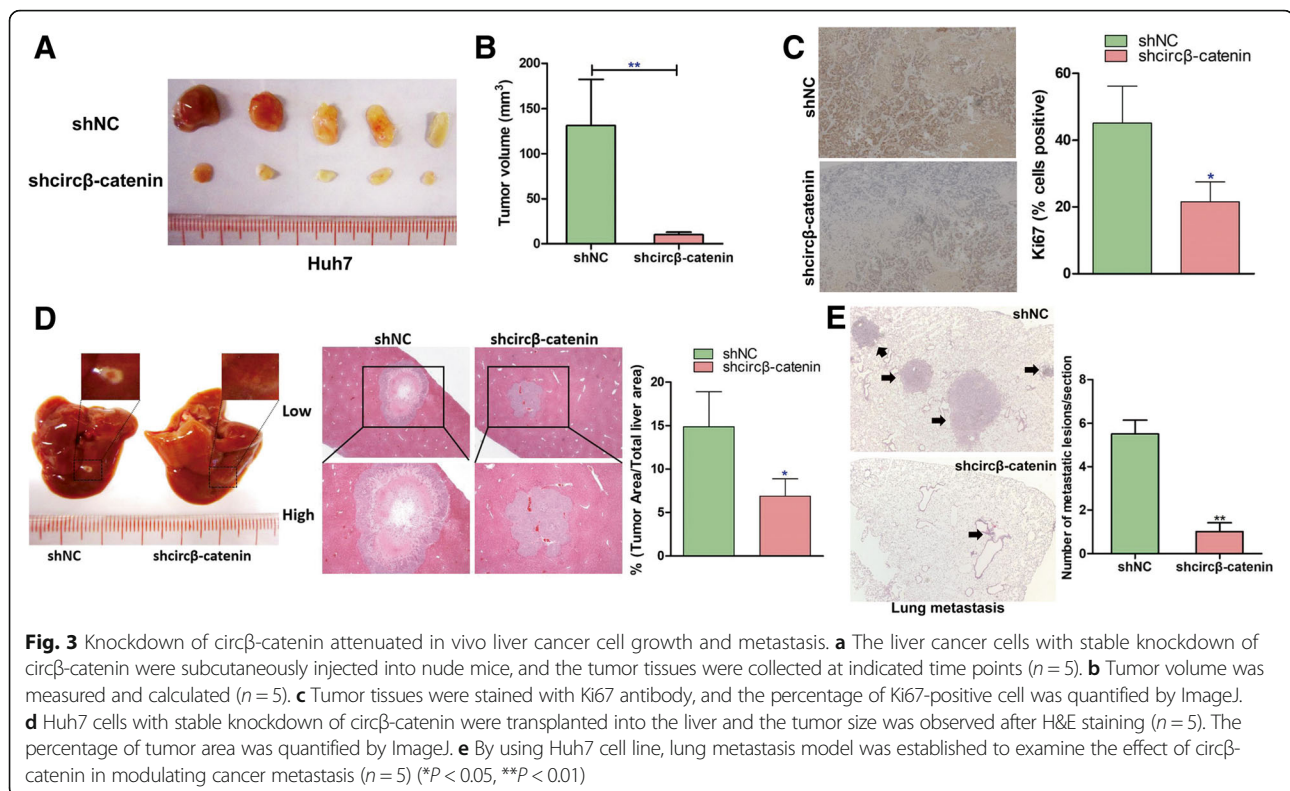 A
shNC
shcircβ-catenin
Huh7
B
**
Tumor volume (mm³)
200
150
100
50
0
shNC
shcircβ-catenin
C
shNC
shcircβ-catenin
shNC
shcircβ-catenin
Ki67 (% cells positive)
60
40
20
0
*
D
shNC
shcircβ-catenin
Low
High
shNC
shcircβ-catenin
shNC
shcircβ-catenin
% (Tumor Area/Total liver area)
20
15
10
5
0
*
E
shNC
shcircβ-catenin
Lung metastasis
Number of metastatic lesions/section
8
6
4
2
0
**
shNC
shcircβ-catenin
Fig. 3 Knockdown of circβ-catenin attenuated in vivo liver cancer cell growth and metastasis. a The liver cancer cells with stable knockdown of
circβ-catenin were subcutaneously injected into nude mice, and the tumor tissues were collected at indicated time points (n = 5). b Tumor volume was
measured and calculated (n = 5). c Tumor tissues were stained with Ki67 antibody, and the percentage of Ki67-positive cell was quantified by ImageJ.
d Huh7 cells with stable knockdown of circβ-catenin were transplanted into the liver and the tumor size was observed after H&E staining (n = 5). The
percentage of tumor area was quantified by ImageJ. e By using Huh7 cell line, lung metastasis model was established to examine the effect of circβ-
catenin in modulating cancer metastasis (n = 5) (*P < 0.05, **P < 0.01)